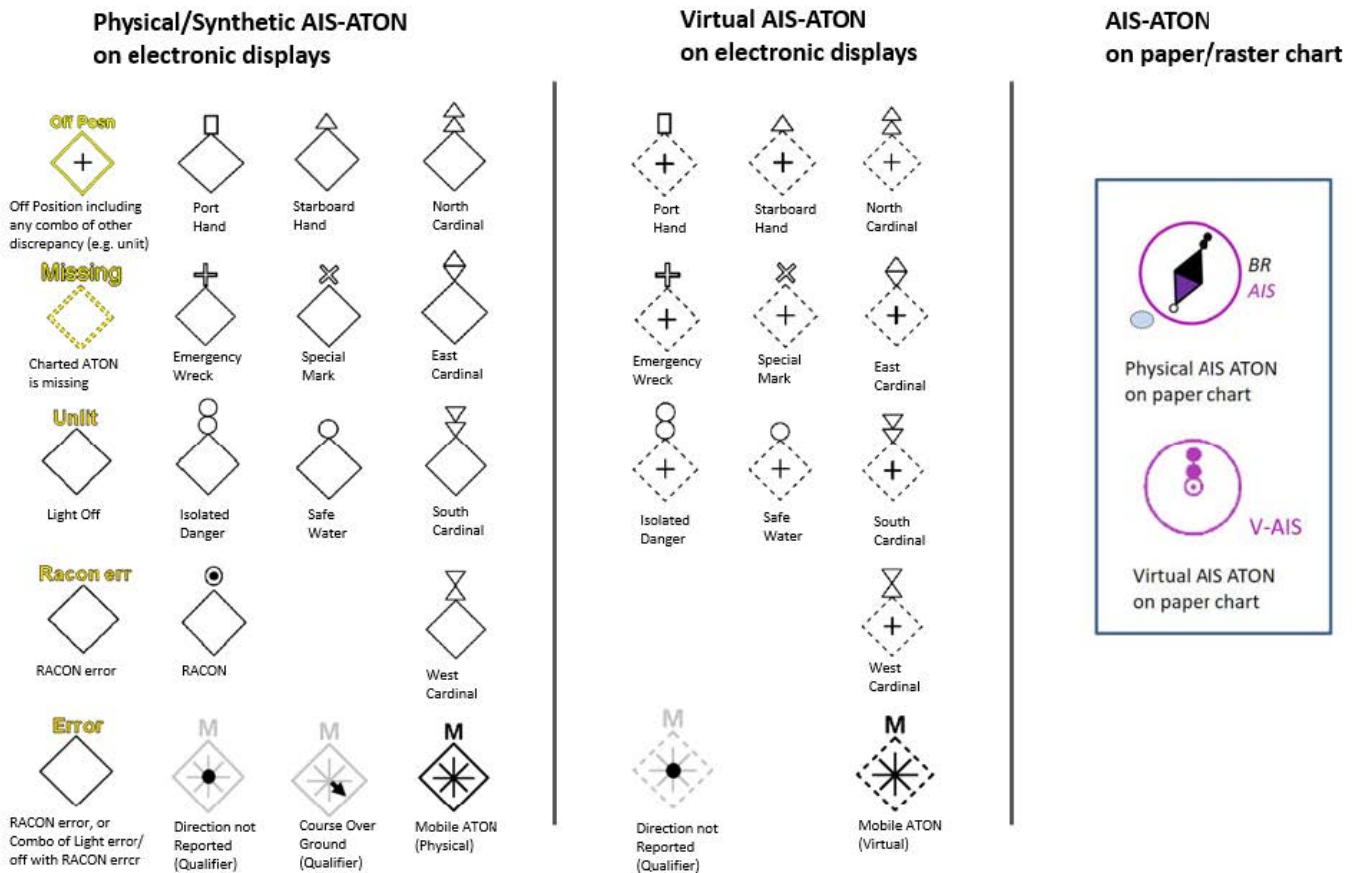 Physical/Synthetic AIS-ATON
on electronic displays
Virtual AIS-ATON
on electronic displays
AIS-ATON
on paper/raster chart
Off Posn
Off Position including
any combo of other
discrepancy (e.g. unlit)
Port
Hand
Starboard
Hand
North
Cardinal
Port
Hand
Starboard
Hand
North
Cardinal
Missing
Charted ATON
is missing
Emergency
Wreck
Special
Mark
East
Cardinal
Emergency
Wreck
Special
Mark
East
Cardinal
Unlit
Light Off
Isolated
Danger
Safe
Water
South
Cardinal
Isolated
Danger
Safe
Water
South
Cardinal
Racon err
RACON error
RACON
West
Cardinal
West
Cardinal
Error
RACON error, or
Combo of Light error/
off with RACON error
M
Direction not
Reported
(Qualifier)
M
Course Over
Ground
(Qualifier)
M
Mobile ATON
(Physical)
M
Direction not
Reported
(Qualifier)
M
Mobile ATON
(Virtual)
BR
AIS
Physical AIS ATON
on paper chart
V-AIS
Virtual AIS ATON
on paper chart